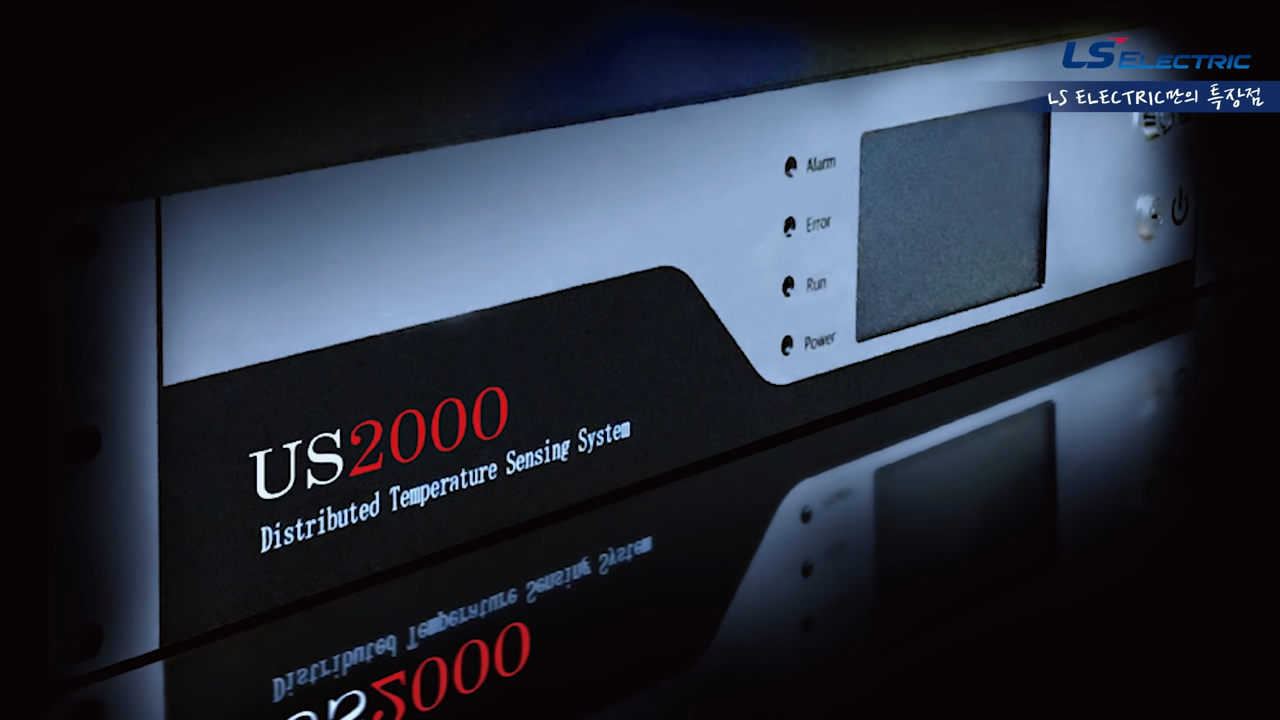 LS ELECTRIC
LS ELECTRIC만의 특장점
Alarm
Error
Run
Power
US2000
Distributed Temperature Sensing System